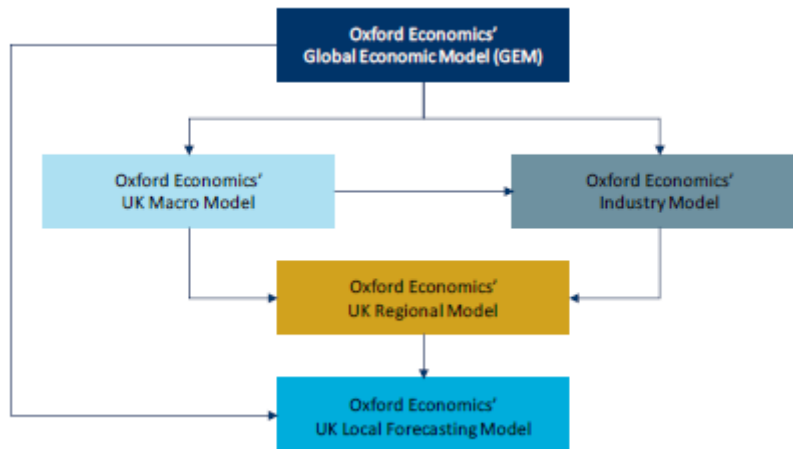 Oxford Economics'
Global Economic Model (GEM)
Oxford Economics'
UK Macro Model
Oxford Economics'
Industry Model
Oxford Economics'
UK Regional Model
Oxford Economics'
UK Local Forecasting Model